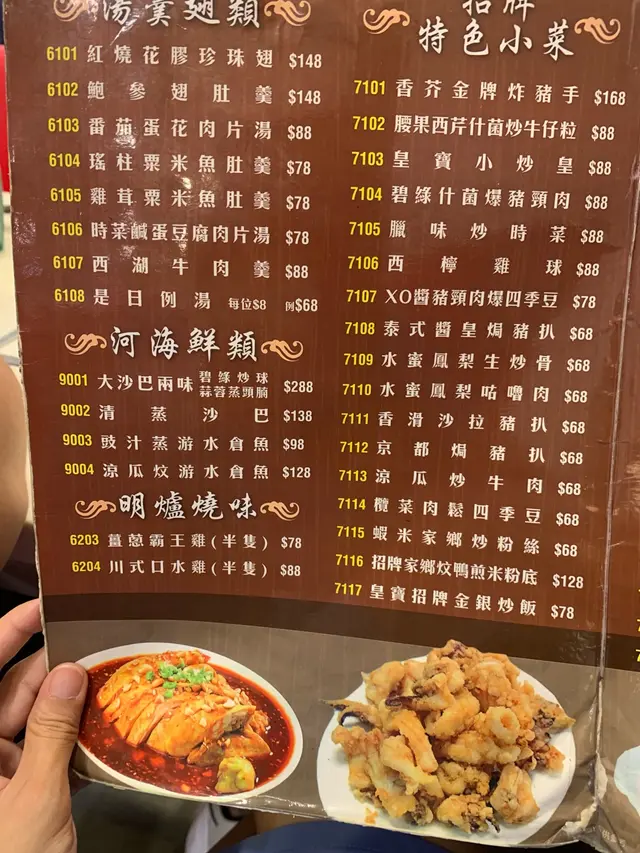 湯羹翅類
6101 紅燒花膠珍珠翅 $148
6102 鮑參翅肚羹 $148
6103 番茄蛋花肉片湯 $88
6104 瑤柱粟米魚肚羹 $78
6105 雞茸粟米魚肚羹 $78
6106 時菜鹹蛋豆腐肉片湯 $78
6107 西湖牛肉羹 $88
6108 是日例湯 每位$8 例$68
河海鮮類
9001 大沙巴兩味 碧綠炒球 蒜蓉蒸頭腩 $288
9002 清蒸沙巴 $138
9003 豉汁蒸游水倉魚 $98
9004 涼瓜炆游水倉魚 $128
明爐燒味
6203 薑蔥霸王雞(半隻) $78
6204 川式口水雞(半隻) $88
招牌
特色小菜
7101 香芥金牌炸豬手 $168
7102 腰果西芹什菌炒牛仔粒 $88
7103 皇寶小炒皇 $88
7104 碧綠什菌爆豬頸肉 $88
7105 臘味炒時菜 $88
7106 西檸雞球 $88
7107 XO醬豬頸肉爆四季豆 $78
7108 泰式醬皇焗豬扒 $68
7109 水蜜鳳梨生炒骨 $68
7110 水蜜鳳梨咕嚕肉 $68
7111 香滑沙拉豬扒 $68
7112 京都焗豬扒 $68
7113 涼瓜炒牛肉 $68
7114 欖菜肉鬆四季豆 $68
7115 蝦米家鄉炒粉絲 $68
7116 招牌家鄉炆鴨煎米粉底 $128
7117 皇寶招牌金銀炒飯 $78